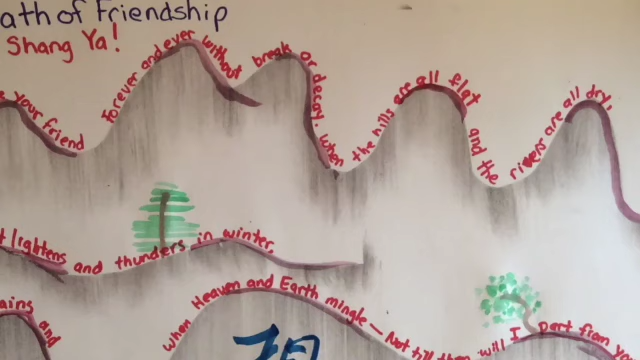 ath of Friendship
Shang Ya!
s your friend forever and ever without break or decay, when the hills are all flat and the rivers are all dry,
t lightens and thunders in winter,
ains and
when Heaven and Earth mingle — Not till then will I part from yo